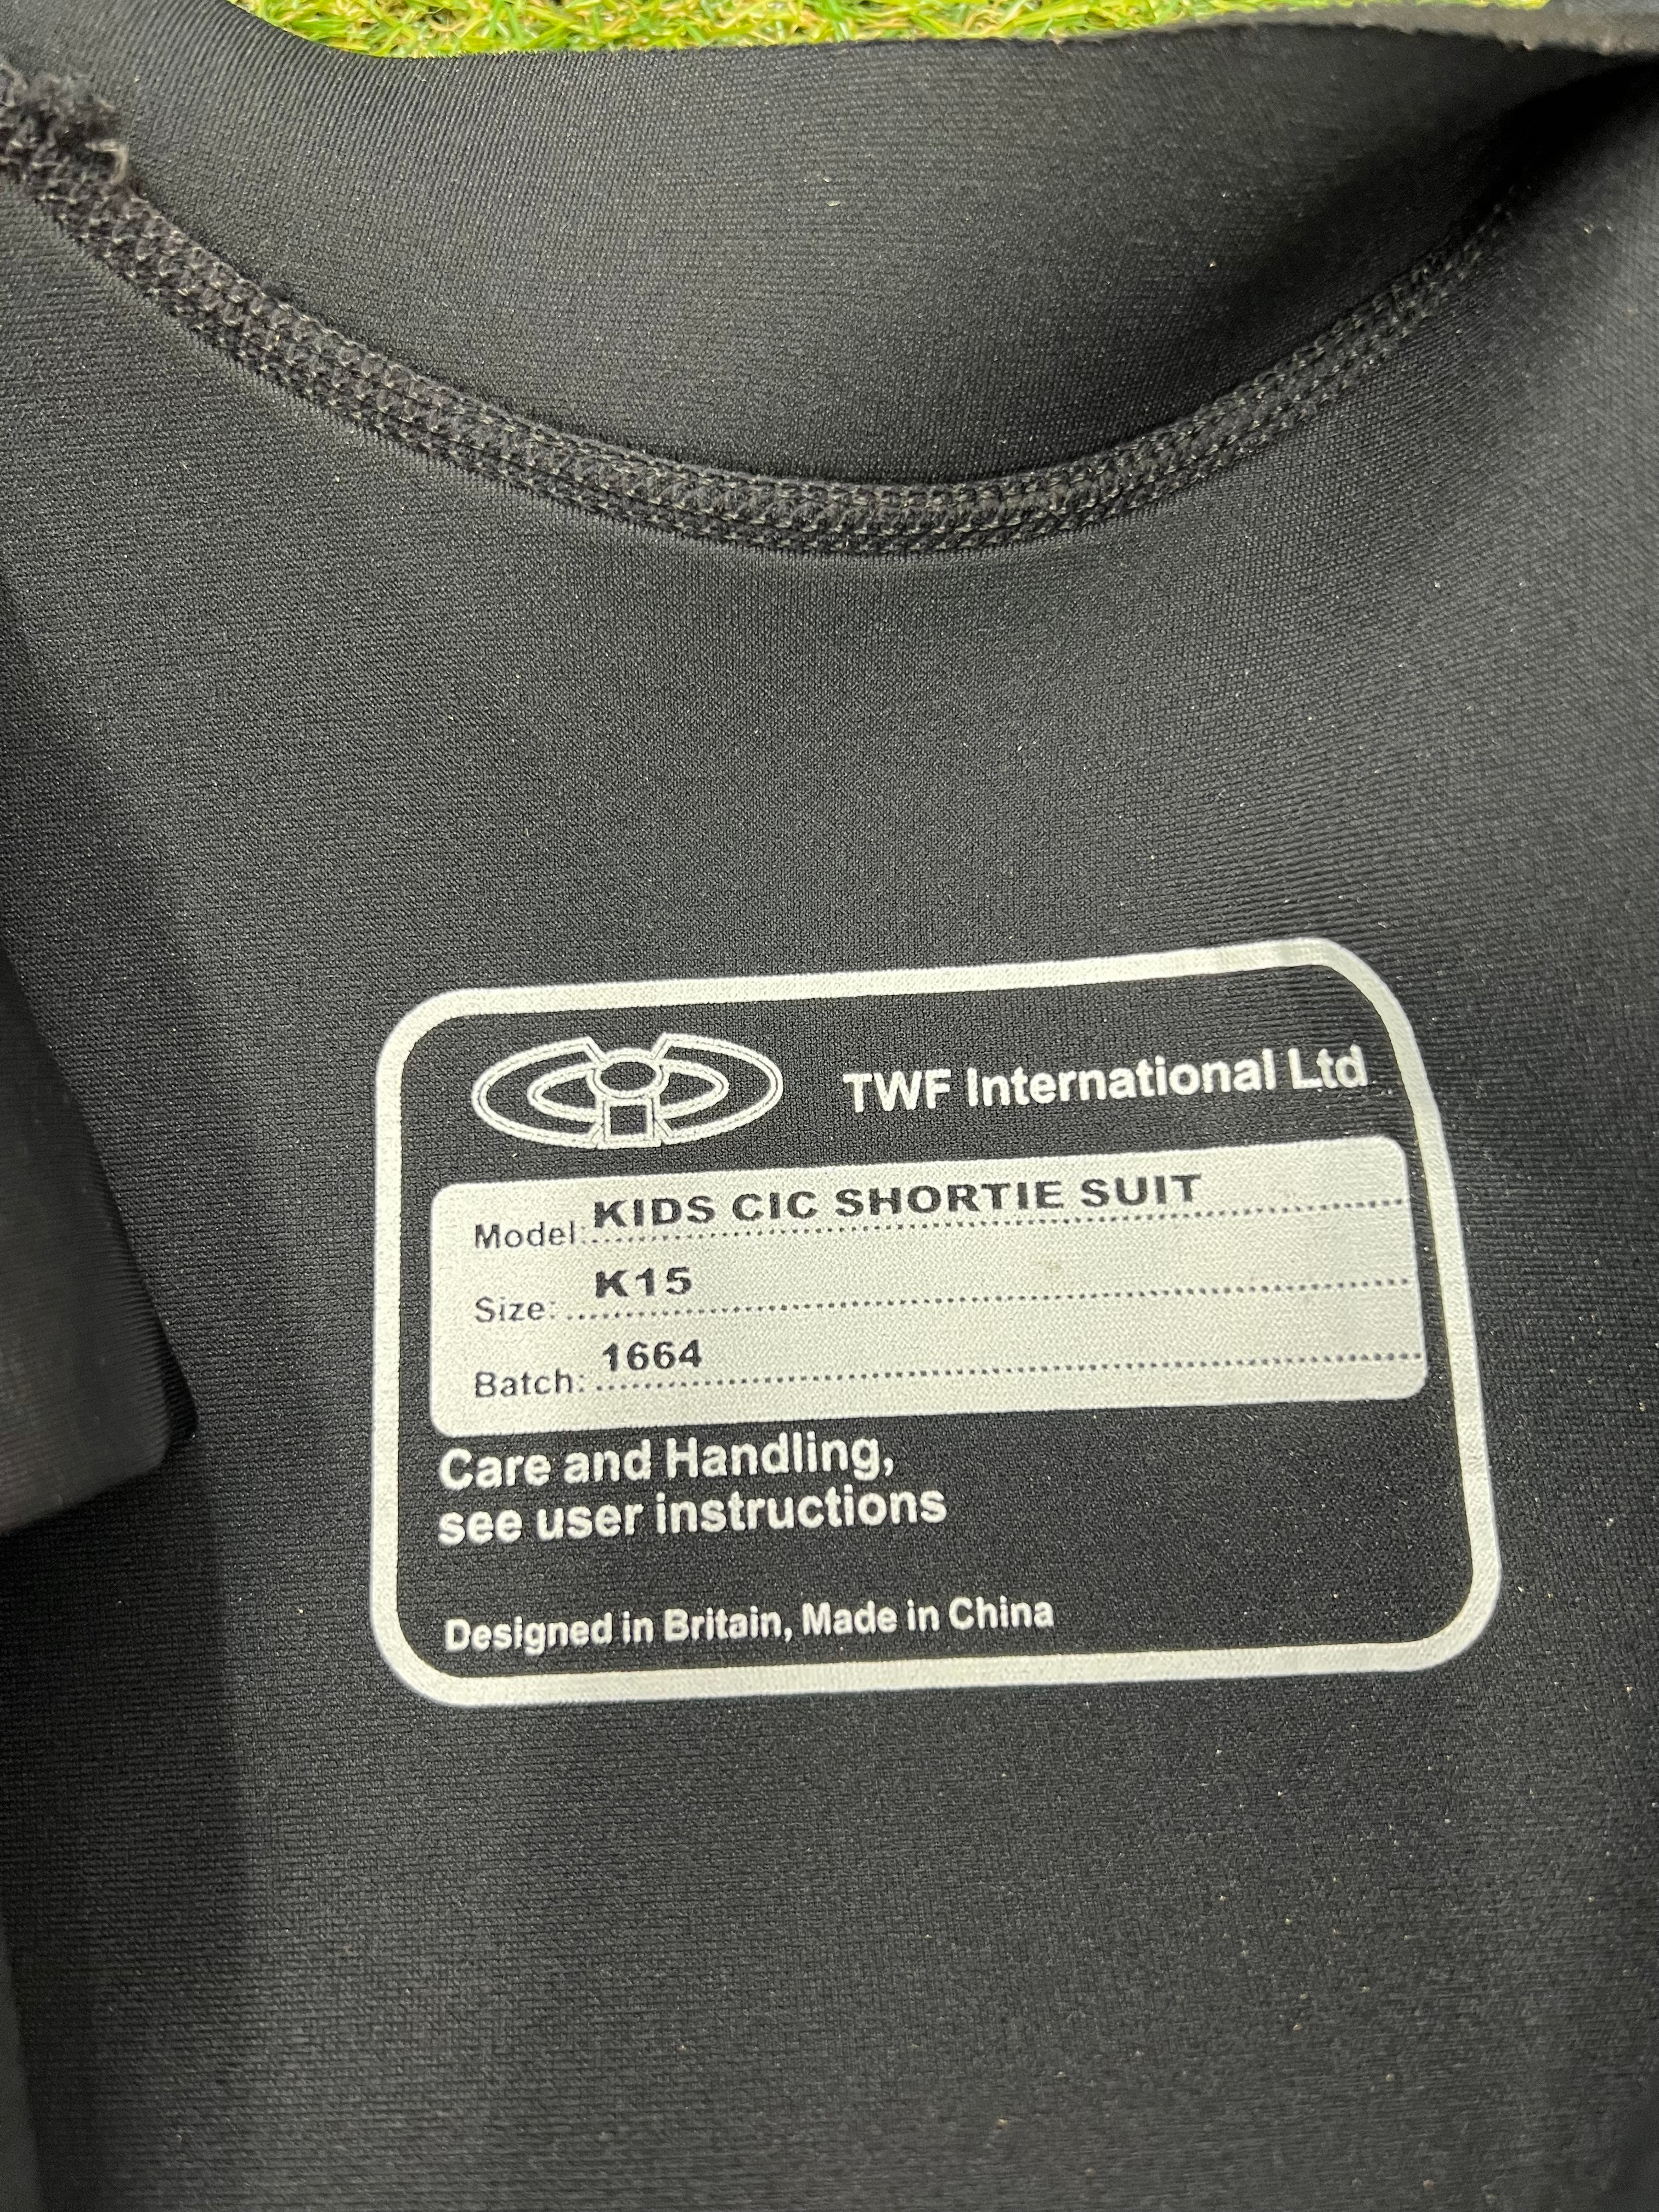 TWF International Ltd
Model: KIDS CIC SHORTIE SUIT
Size: K15
Batch: 1664
Care and Handling,
see user instructions
Designed in Britain, Made in China